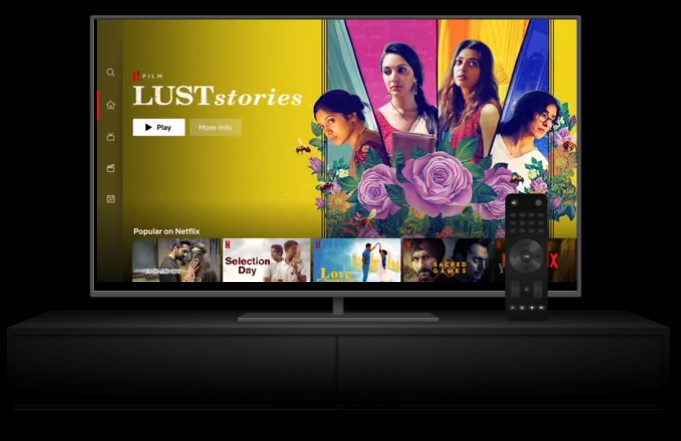 FILM
LUST stories
Play
More Info
Popular on Netflix
ANDHADHUN
Selection
Day
Love
SACRED
GAMES